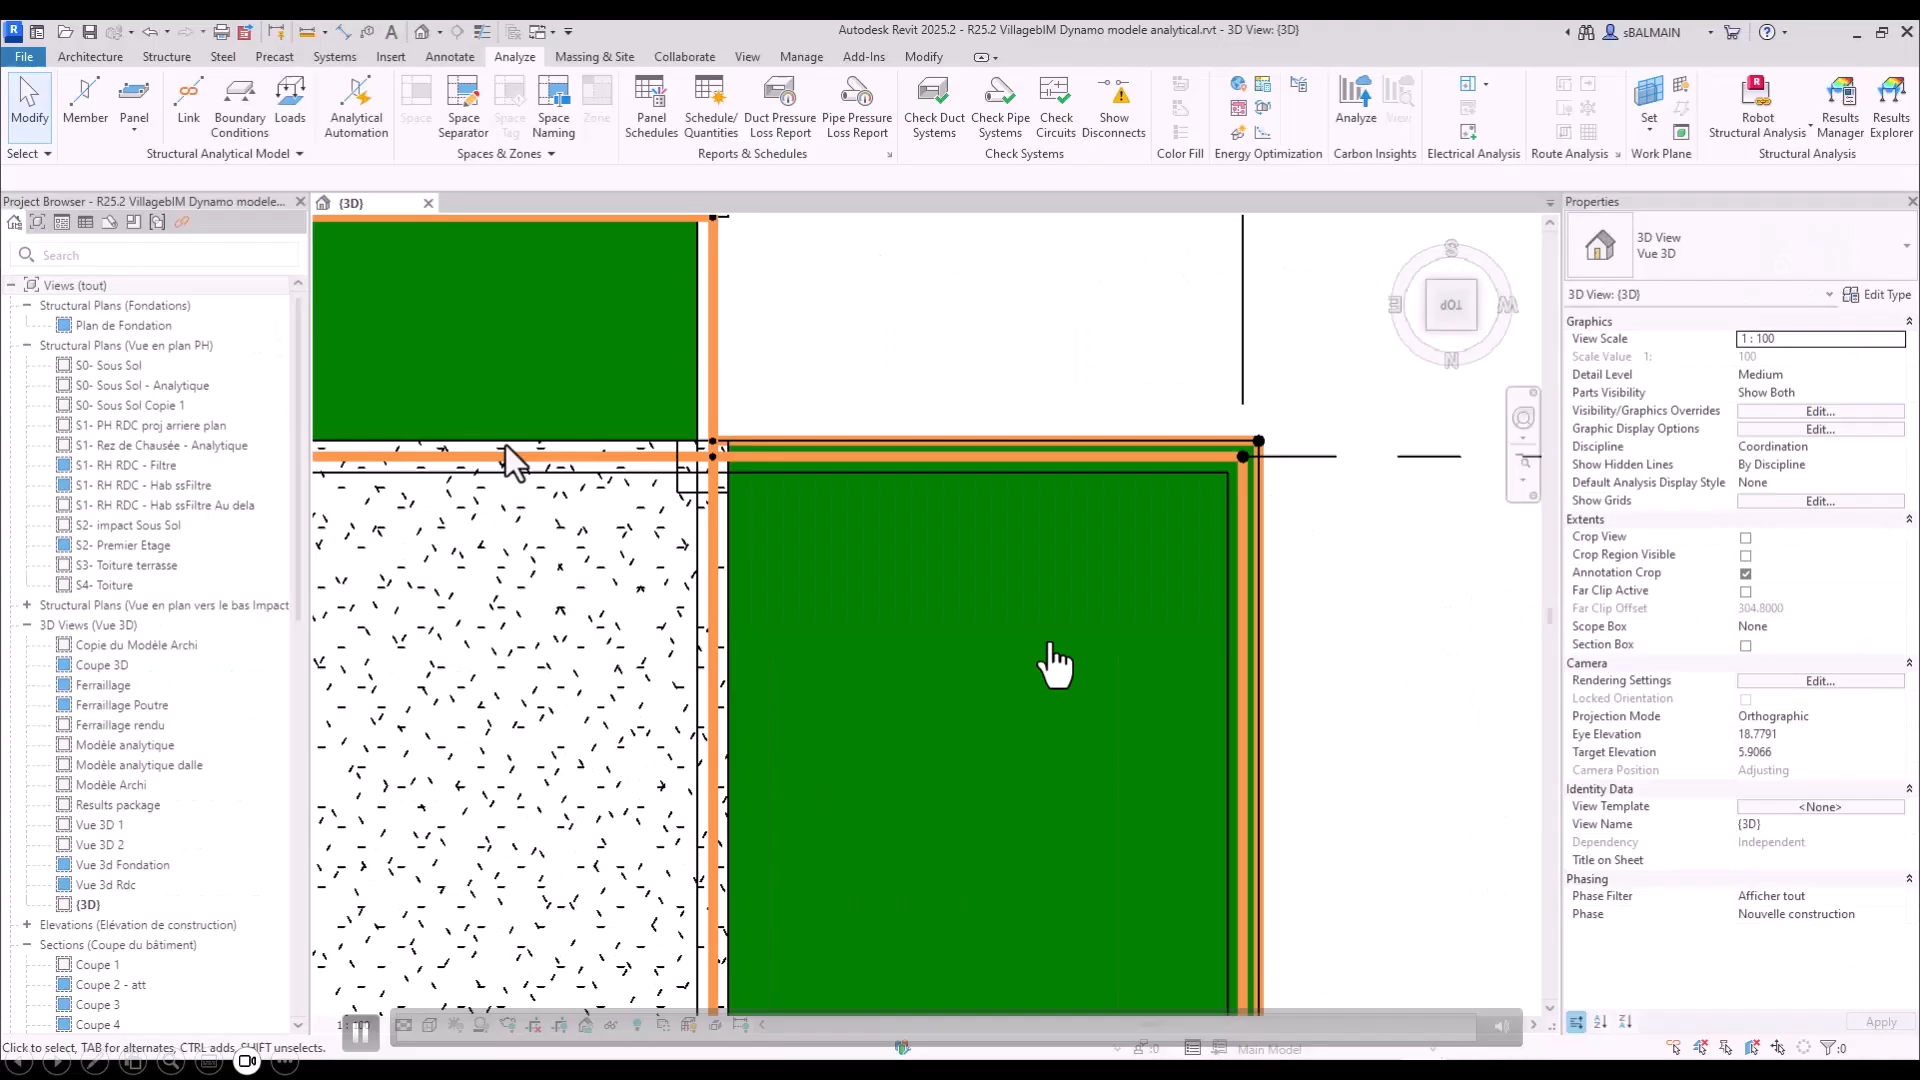 Autodesk Revit 2025.2 - R25.2 VillagebIM Dynamo modele analytical.rvt - 3D View: {3D}
sBALMAIN
File Architecture Structure Steel Precast Systems Insert Annotate Analyze Massing & Site Collaborate View Manage Add-Ins Modify
Modify Member Panel Link Boundary Conditions Loads Analytical Automation Space Space Separator Space Tag Space Naming Zone Panel Schedules Schedule/ Quantities Duct Pressure Loss Report Pipe Pressure Loss Report Check Duct Systems Check Pipe Systems Check Circuits Show Disconnects Analyze View Set Robot Structural Analysis Results Manager Results Explorer
Select Structural Analytical Model Spaces & Zones Reports & Schedules Check Systems Color Fill Energy Optimization Carbon Insights Electrical Analysis Route Analysis Work Plane Structural Analysis
Project Browser - R25.2 VillagebIM Dynamo modele...
{3D}
Search
Views (tout)
Structural Plans (Fondations)
Plan de Fondation
Structural Plans (Vue en plan PH)
S0- Sous Sol
S0- Sous Sol - Analytique
S0- Sous Sol Copie 1
S1- PH RDC proj arriere plan
S1- Rez de Chausée - Analytique
S1- RH RDC - Filtre
S1- RH RDC - Hab ssFiltre
S1- RH RDC - Hab ssFiltre Au dela
S2- impact Sous Sol
S2- Premier Etage
S3- Toiture terrasse
S4- Toiture
Structural Plans (Vue en plan vers le bas Impact
3D Views (Vue 3D)
Copie du Modèle Archi
Coupe 3D
Ferraillage
Ferraillage Poutre
Ferraillage rendu
Modèle analytique
Modèle analytique dalle
Modèle Archi
Results package
Vue 3D 1
Vue 3D 2
Vue 3d Fondation
Vue 3d Rdc
{3D}
Elevations (Elévation de construction)
Sections (Coupe du bâtiment)
Coupe 1
Coupe 2 - att
Coupe 3
Coupe 4
S
E
TOP
W
N
Properties
3D View
Vue 3D
3D View: {3D} Edit Type
Graphics
View Scale 1 : 100
Scale Value 1: 100
Detail Level Medium
Parts Visibility Show Both
Visibility/Graphics Overrides Edit...
Graphic Display Options Edit...
Discipline Coordination
Show Hidden Lines By Discipline
Default Analysis Display Style None
Show Grids Edit...
Extents
Crop View
Crop Region Visible
Annotation Crop
Far Clip Active
Far Clip Offset 304.8000
Scope Box None
Section Box
Camera
Rendering Settings Edit...
Locked Orientation
Projection Mode Orthographic
Eye Elevation 18.7791
Target Elevation 5.9066
Camera Position Adjusting
Identity Data
View Template <None>
View Name {3D}
Dependency Independent
Title on Sheet
Phasing
Phase Filter Afficher tout
Phase Nouvelle construction
Apply
1 : 100
Click to select, TAB for alternates, CTRL adds, SHIFT unselects.
:0
Main Model
:0